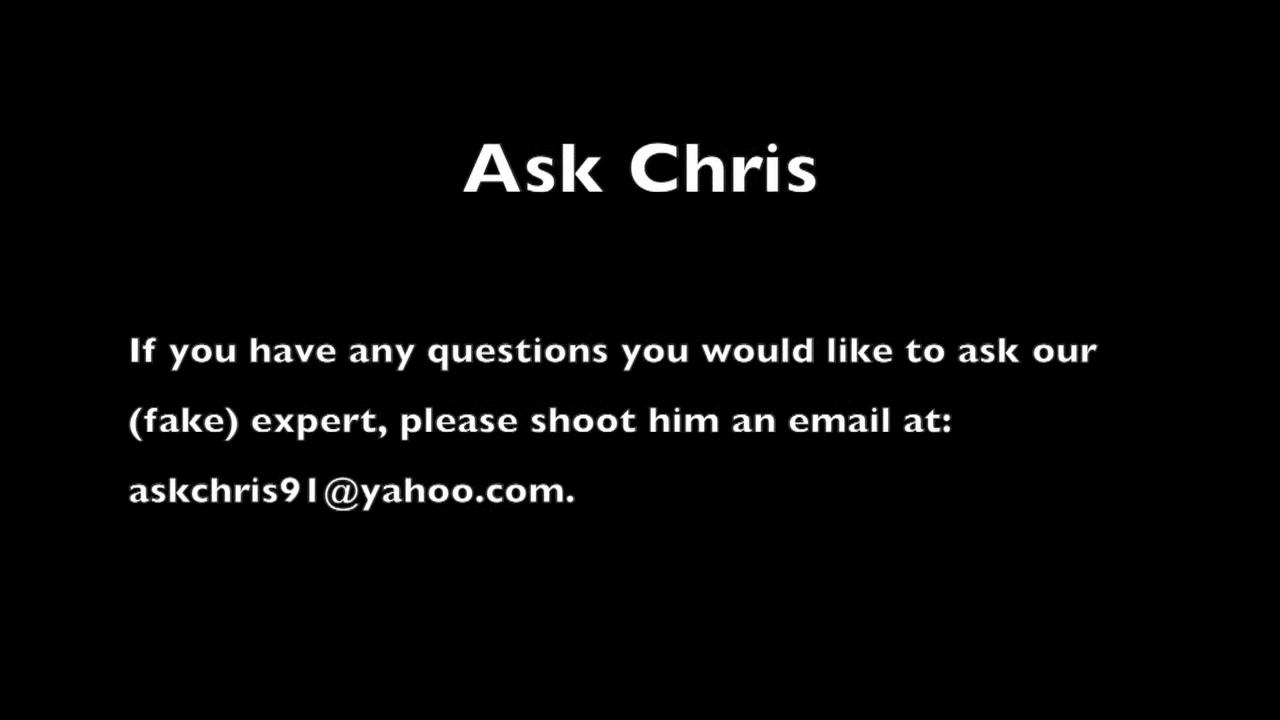 Ask Chris
If you have any questions you would like to ask our
(fake) expert, please shoot him an email at:
askchris91@yahoo.com.